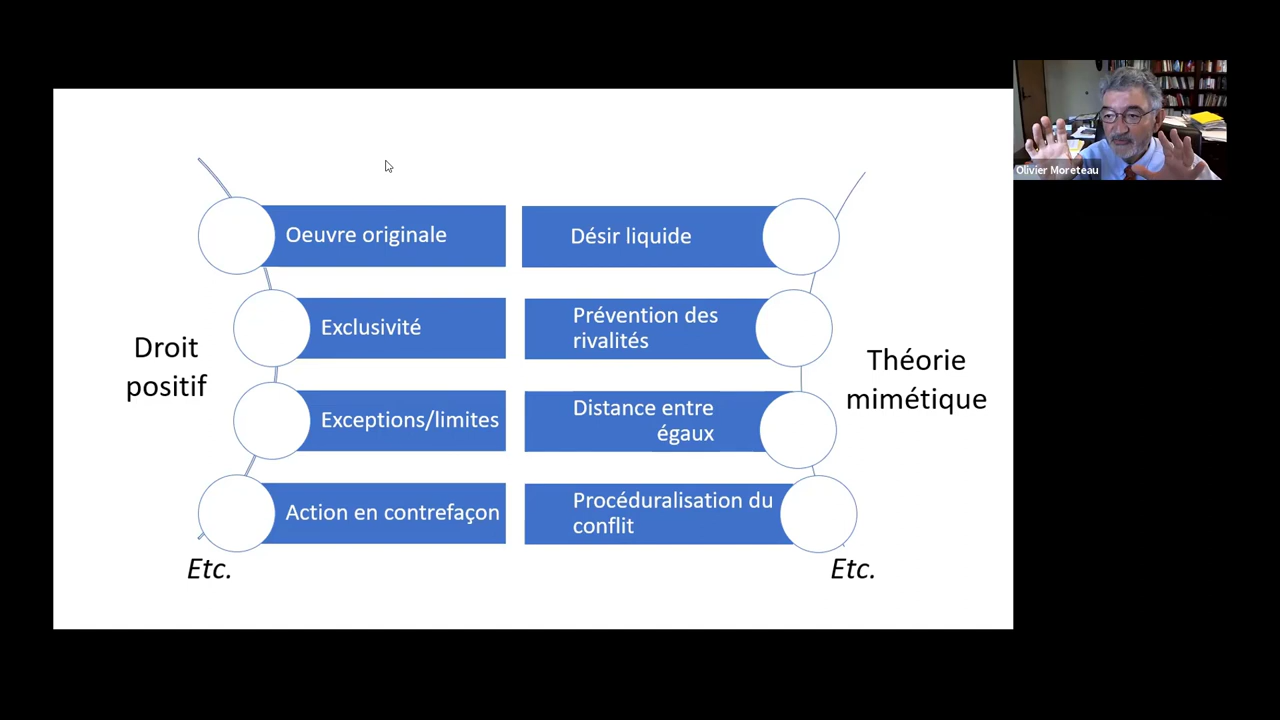 Olivier Moreteau
Oeuvre originale
Désir liquide
Exclusivité
Prévention des
rivalités
Droit
positif
Théorie
mimétique
Exceptions/limites
Distance entre
égaux
Action en contrefaçon
Procéduralisation du
conflit
Etc.
Etc.